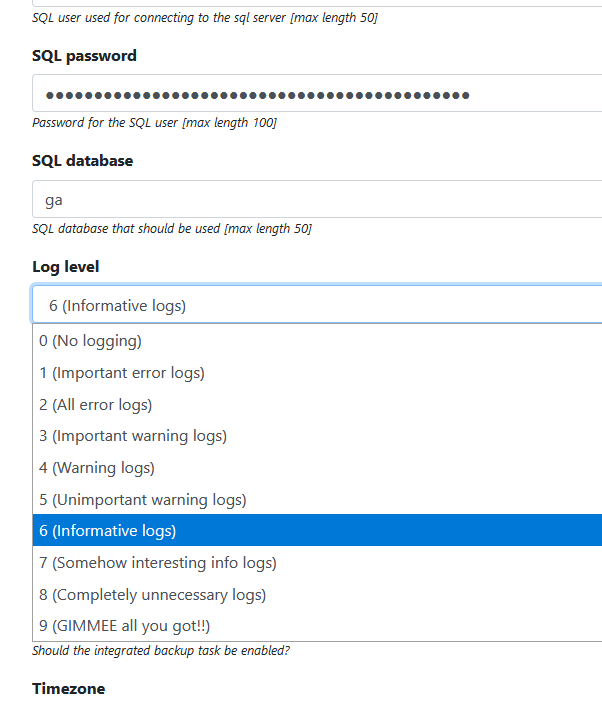 SQL user used for connecting to the sql server [max length 50]
SQL password
●●●●●●●●●●●●●●●●●●●●●●●●●●●●●●●●●●●●●●●●●●●●
Password for the SQL user [max length 100]
SQL database
ga
SQL database that should be used [max length 50]
Log level
6 (Informative logs)
0 (No logging)
1 (Important error logs)
2 (All error logs)
3 (Important warning logs)
4 (Warning logs)
5 (Unimportant warning logs)
6 (Informative logs)
7 (Somehow interesting info logs)
8 (Completely unnecessary logs)
9 (GIMMEE all you got!!)
Should the integrated backup task be enabled?
Timezone